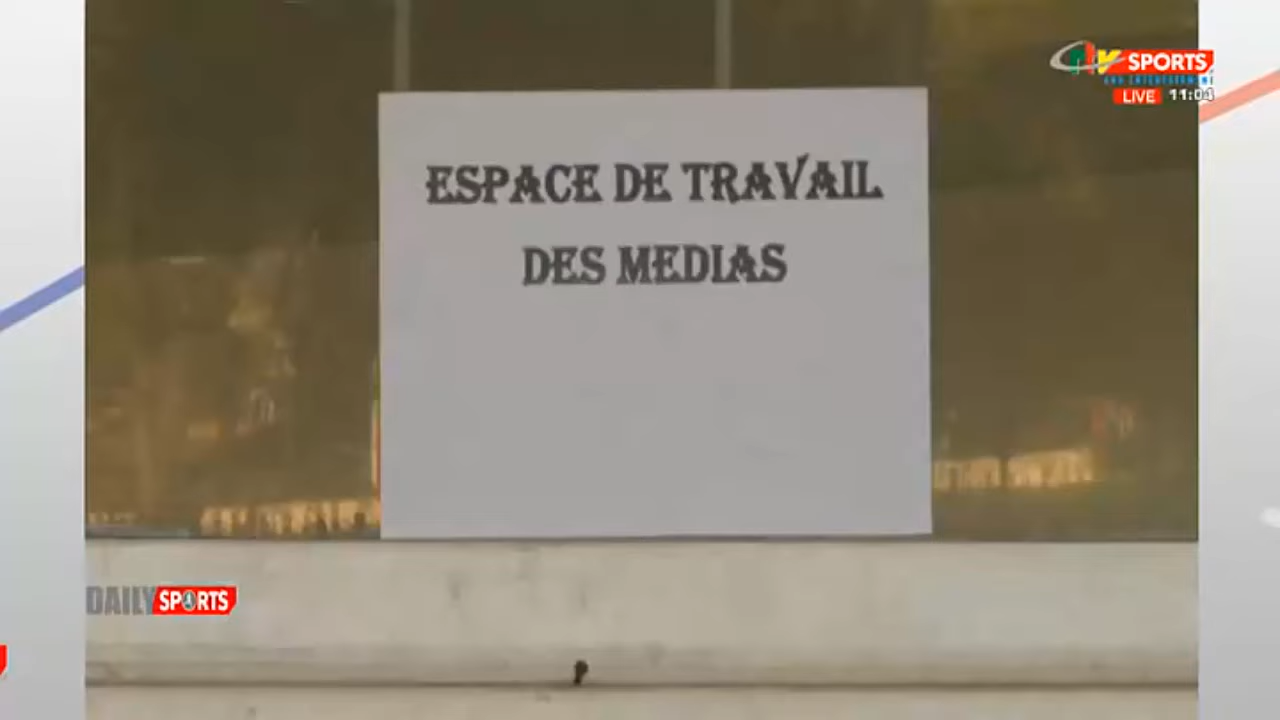 SPORTS
LIVE 11:04
ESPACE DE TRAVAIL
DES MEDIAS
DAILY SPORTS